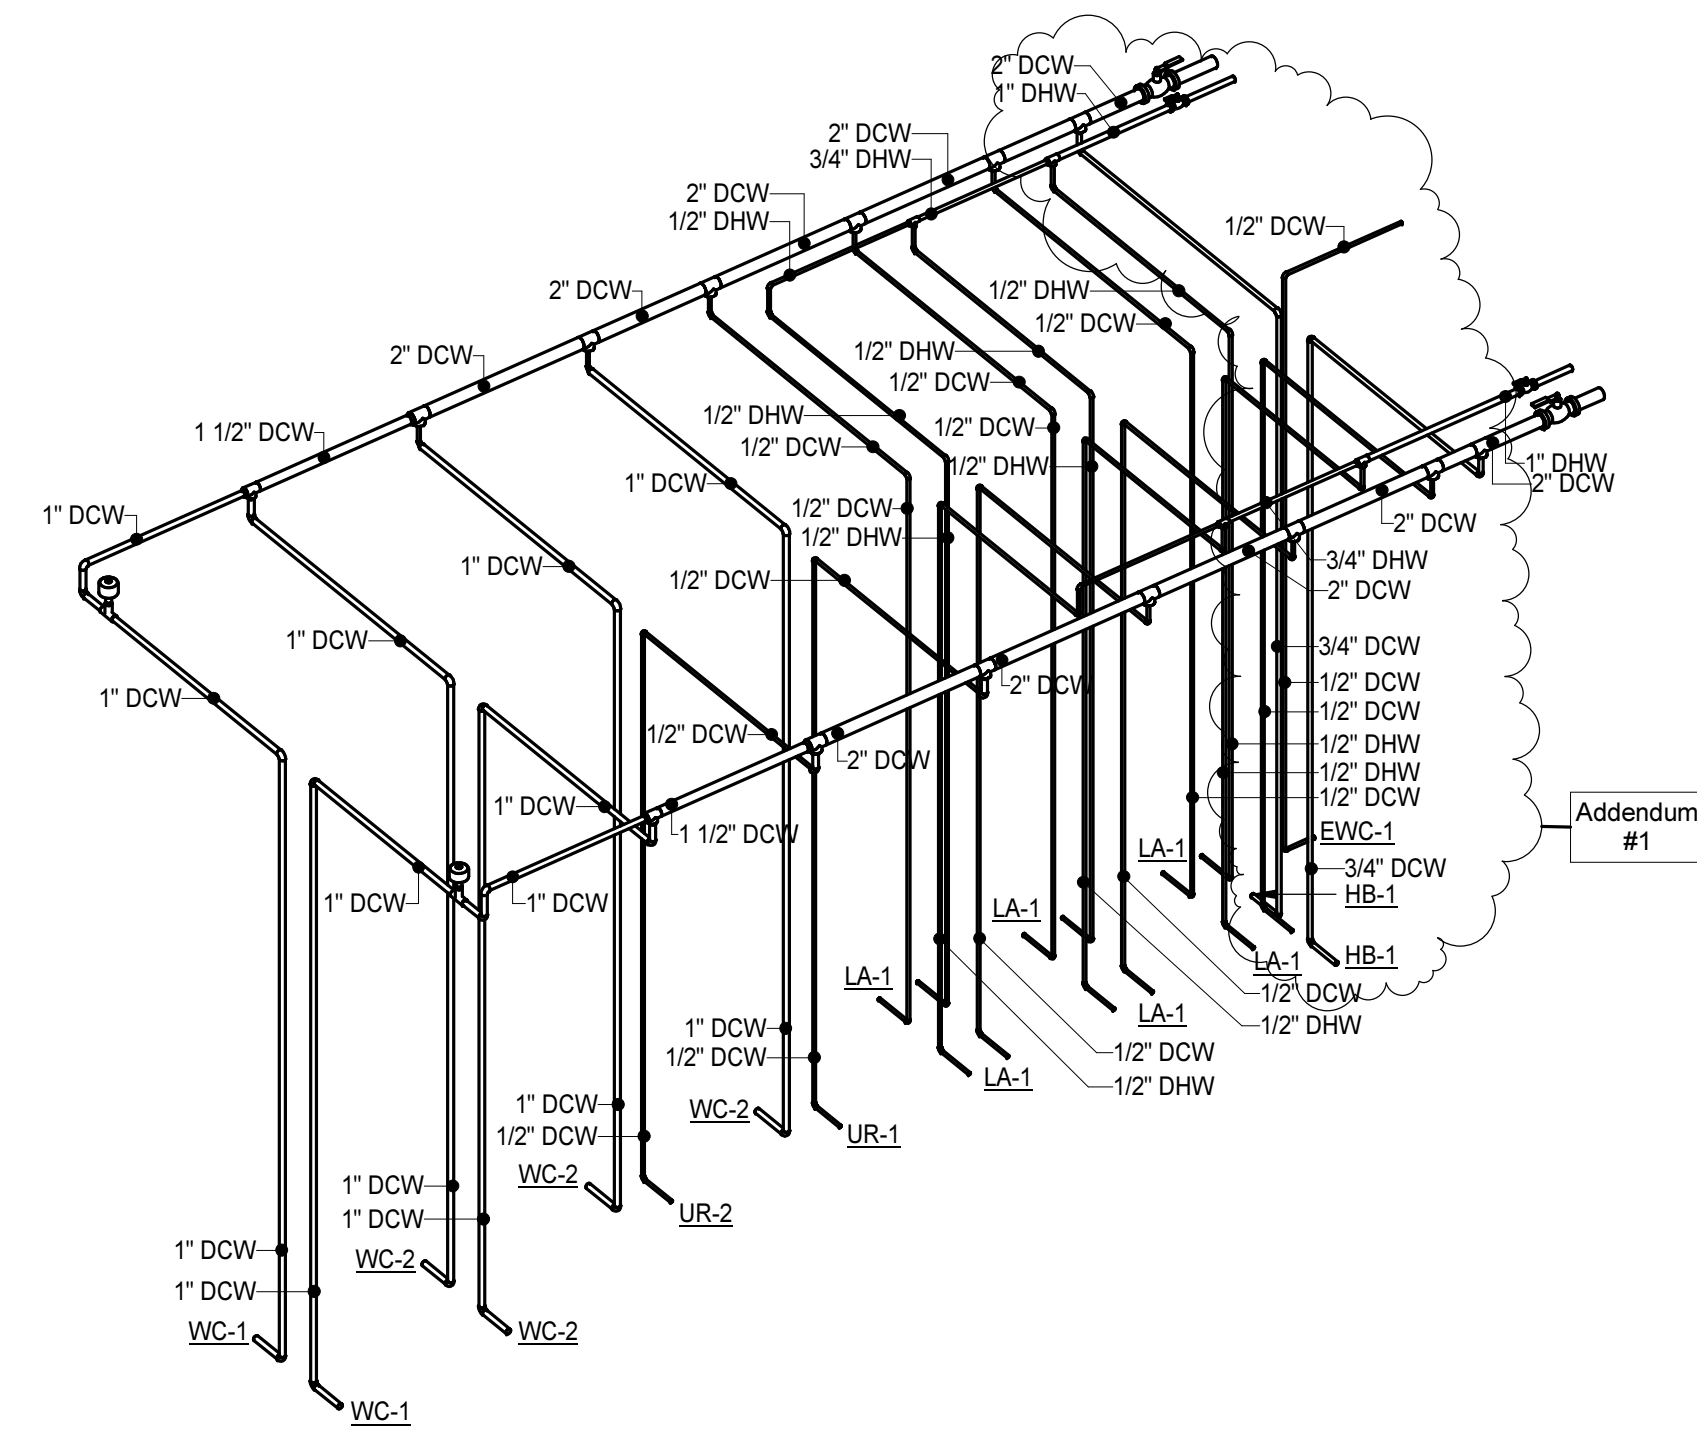 2" DCW
1" DHW
2" DCW
3/4" DHW
2" DCW
1/2" DHW
1/2" DCW
2" DCW
1/2" DHW
1/2" DCW
2" DCW
1/2" DHW
1/2" DCW
1/2" DHW
1/2" DCW
1 1/2" DCW
1/2" DCW
1/2" DHW
1" DCW
1" DHW
2" DCW
1/2" DCW
1/2" DHW
2" DCW
1" DCW
1" DCW
1/2" DCW
3/4" DHW
2" DCW
1" DCW
3/4" DCW
1/2" DCW
2" DCW
1" DCW
1/2" DCW
1/2" DCW
1/2" DHW
2" DCW
1/2" DHW
1/2" DCW
1" DCW
1 1/2" DCW
Addendum
#1
EWC-1
LA-1
3/4" DCW
1" DCW
1" DCW
HB-1
LA-1
LA-1
HB-1
LA-1
1/2" DCW
LA-1
1/2" DHW
1" DCW
1/2" DCW
1/2" DCW
LA-1
1/2" DHW
1" DCW
WC-2
1/2" DCW
UR-1
WC-2
1" DCW
UR-2
1" DCW
1" DCW
WC-2
1" DCW
WC-1
WC-2
WC-1